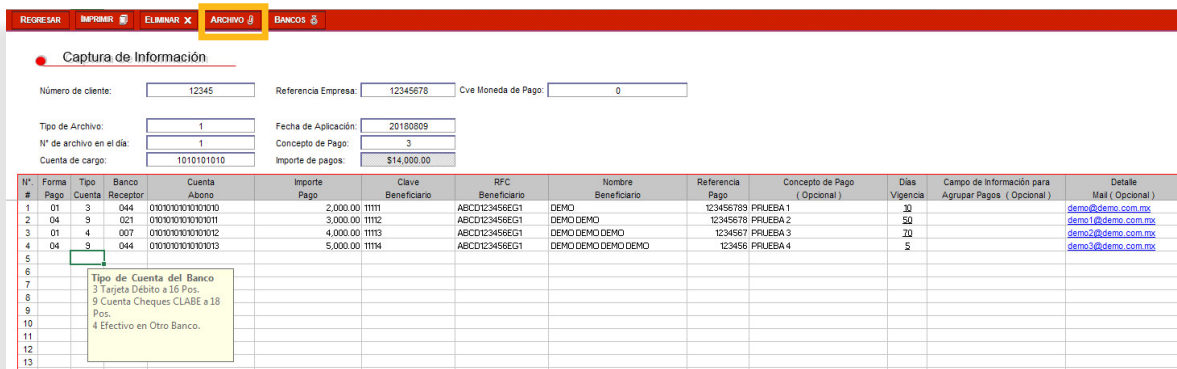 REGRESAR IMPRIMIR ELIMINAR X ARCHIVO BANCOS
Captura de Información
Número de cliente: 12345 Referencia Empresa: 12345678 Cve Moneda de Pago: 0
Tipo de Archivo: 1 Fecha de Aplicación: 20180809
N° de archivo en el día: 1 Concepto de Pago: 3
Cuenta de cargo: 1010101010 Importe de pagos: $14,000.00
N°. Forma Tipo Banco Cuenta Importe Clave RFC Nombre Referencia Concepto de Pago Días Campo de Información para Detalle
# Pago Cuenta Receptor Abono Pago Beneficiario Beneficiario Beneficiario Pago ( Opcional ) Vigencia Agrupar Pagos ( Opcional ) Mail ( Opcional )
1 01 3 044 0101010101010101010 2,000.00 11111 ABCD123456EG1 DEMO 123456789 PRUEBA 1 10 demo@demo.com.mx
2 04 9 021 010101010101010011 3,000.00 11112 ABCD123456EG1 DEMO DEMO 12345678 PRUEBA 2 50 demo1@demo.com.mx
3 01 4 007 010101010101010012 4,000.00 11113 ABCD123456EG1 DEMO DEMO DEMO 1234567 PRUEBA 3 70 demo2@demo.com.mx
4 04 9 044 010101010101010013 5,000.00 11114 ABCD123456EG1 DEMO DEMO DEMO DEMO 123456 PRUEBA 4 5 demo3@demo.com.mx
5
6
7
8
9
10
11
12
13
Tipo de Cuenta del Banco
3 Tarjeta Débito a 16 Pos.
9 Cuenta Cheques CLABE a 18
Pos.
4 Efectivo en Otro Banco.